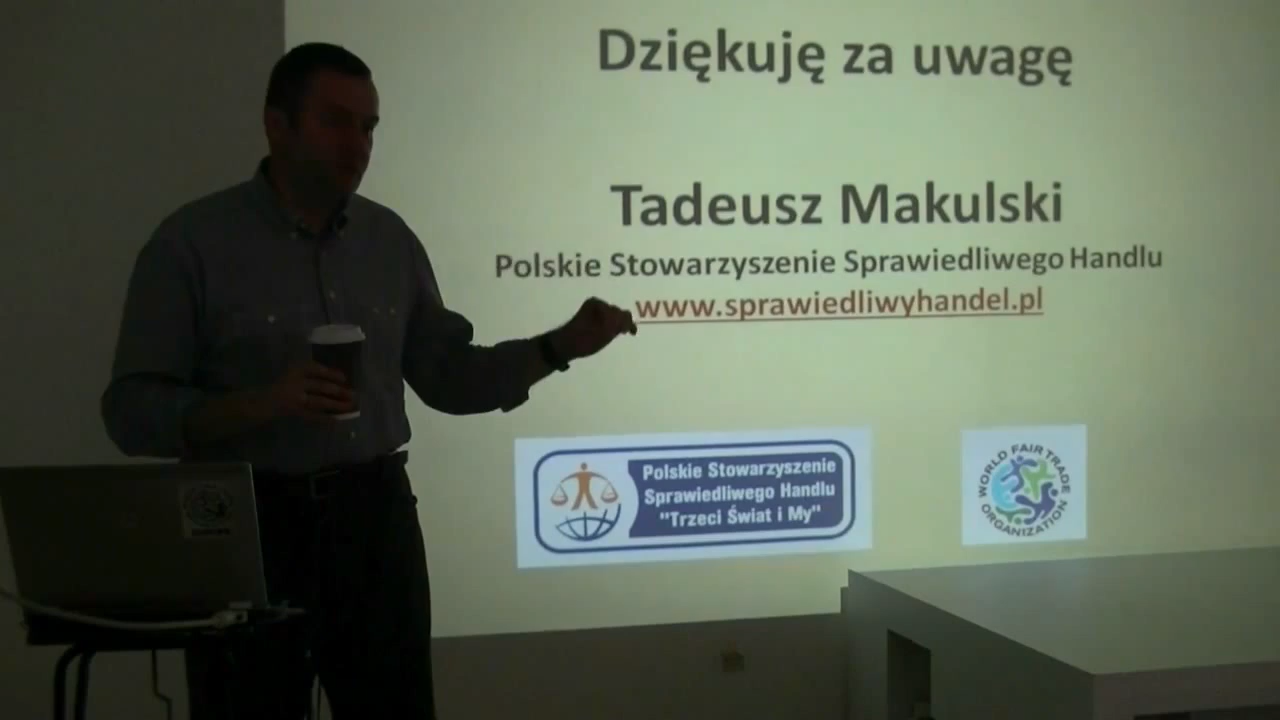 Dziękuję za uwagę
Tadeusz Makulski
Polskie Stowarzyszenie Sprawiedliwego Handlu
www.sprawiedliwyhandel.pl
Polskie Stowarzyszenie
Sprawiedliwego Handlu
"Trzeci Świat i My"
WORLD FAIR TRADE
ORGANIZATION